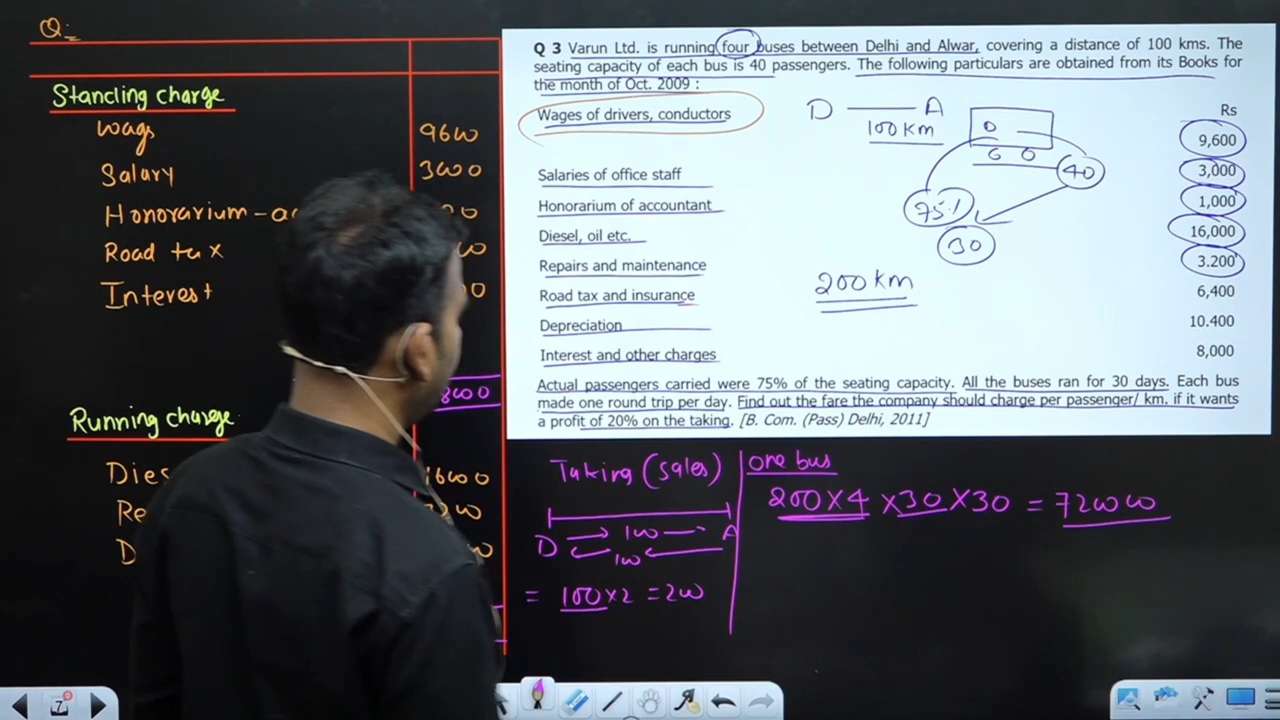 Q=
Standing charge
Wags 9600
Salary 3000
Honorarium - a
Road tax
Interest
800
Running charge
Dies 16000
Re
D
Q 3 Varun Ltd. is running four buses between Delhi and Alwar, covering a distance of 100 kms. The
seating capacity of each bus is 40 passengers. The following particulars are obtained from its Books for
the month of Oct. 2009 :
Rs
Wages of drivers, conductors 9,600
Salaries of office staff 3,000
Honorarium of accountant 1,000
Diesel, oil etc. 16,000
Repairs and maintenance 3.200
Road tax and insurance 6,400
Depreciation 10.400
Interest and other charges 8,000
D — A
100 km
D
60
40
75%
30
200 km
Actual passengers carried were 75% of the seating capacity. All the buses ran for 30 days. Each bus
made one round trip per day. Find out the fare the company should charge per passenger/ km. if it wants
a profit of 20% on the taking. [B. Com. (Pass) Delhi, 2011]
Taking (sales)
D → 100 → A
← 100 ←
= 100 × 2 = 200
one bus
200 × 4 × 30 × 30 = 720000
7